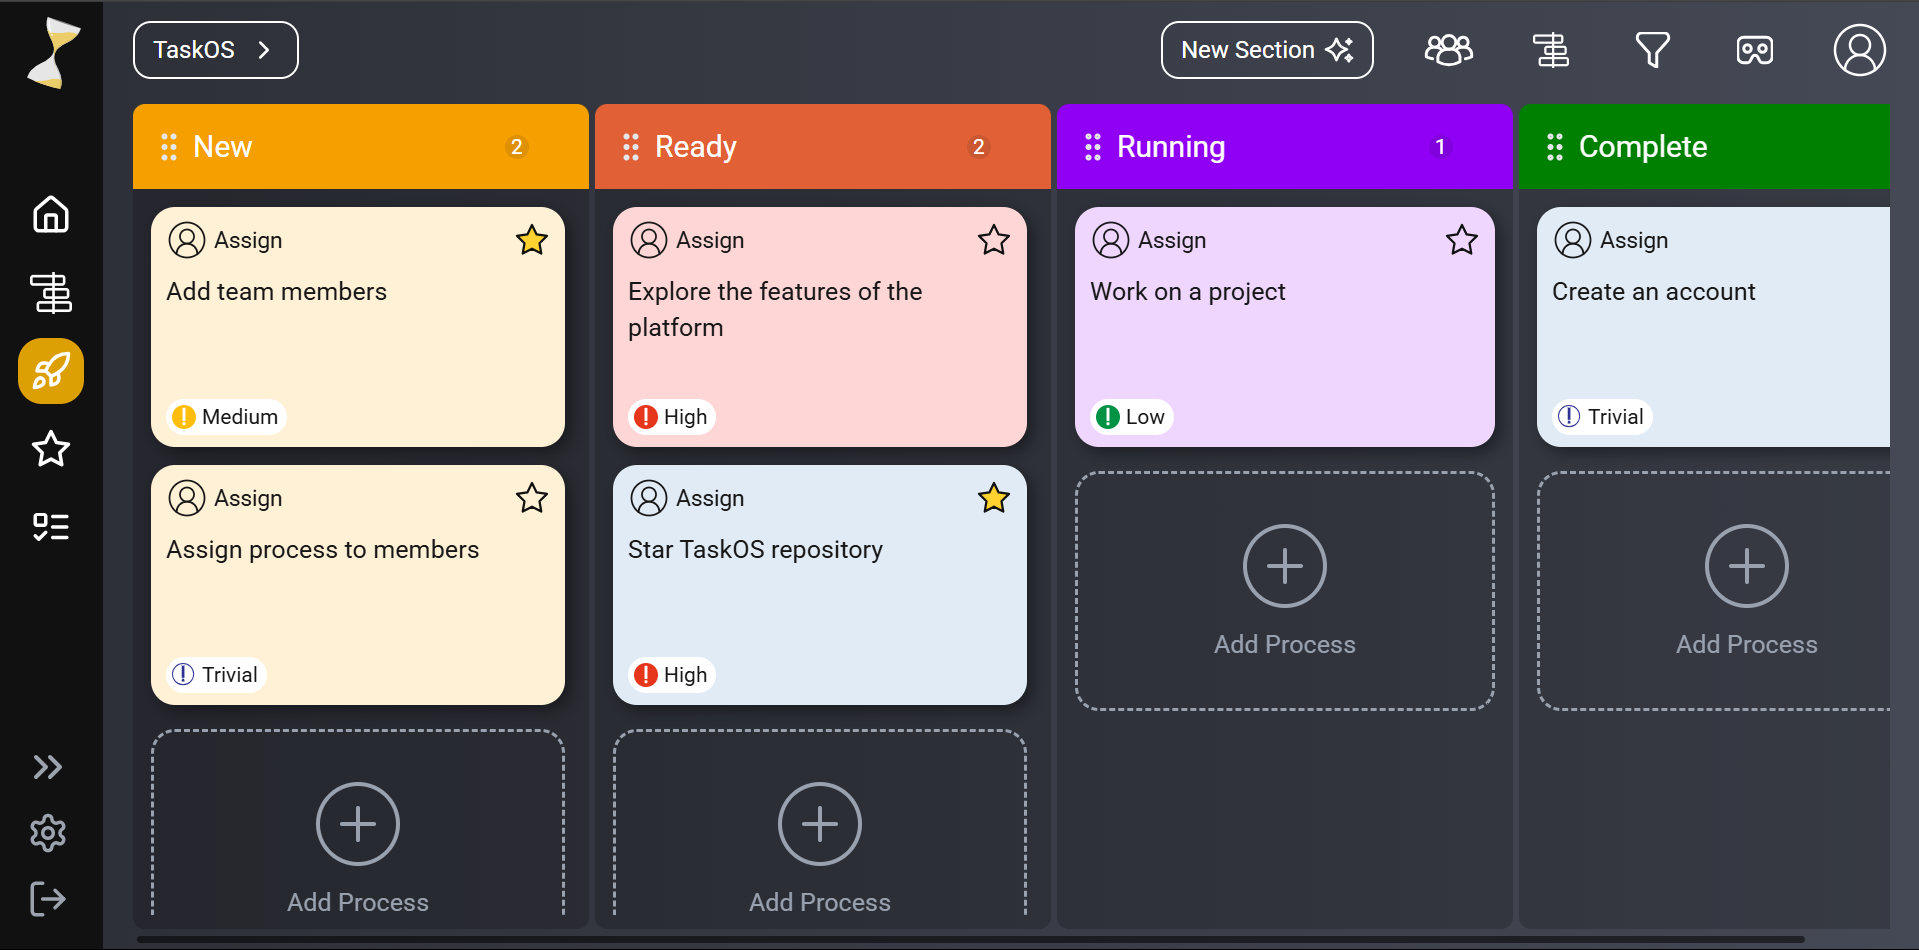 TaskOS
New Section
New
2
Ready
2
Running
1
Complete
Assign
Add team members
Medium
Assign
Assign process to members
Trivial
Add Process
Assign
Explore the features of the
platform
High
Assign
Star TaskOS repository
High
Add Process
Assign
Work on a project
Low
Add Process
Assign
Create an account
Trivial
Add Process